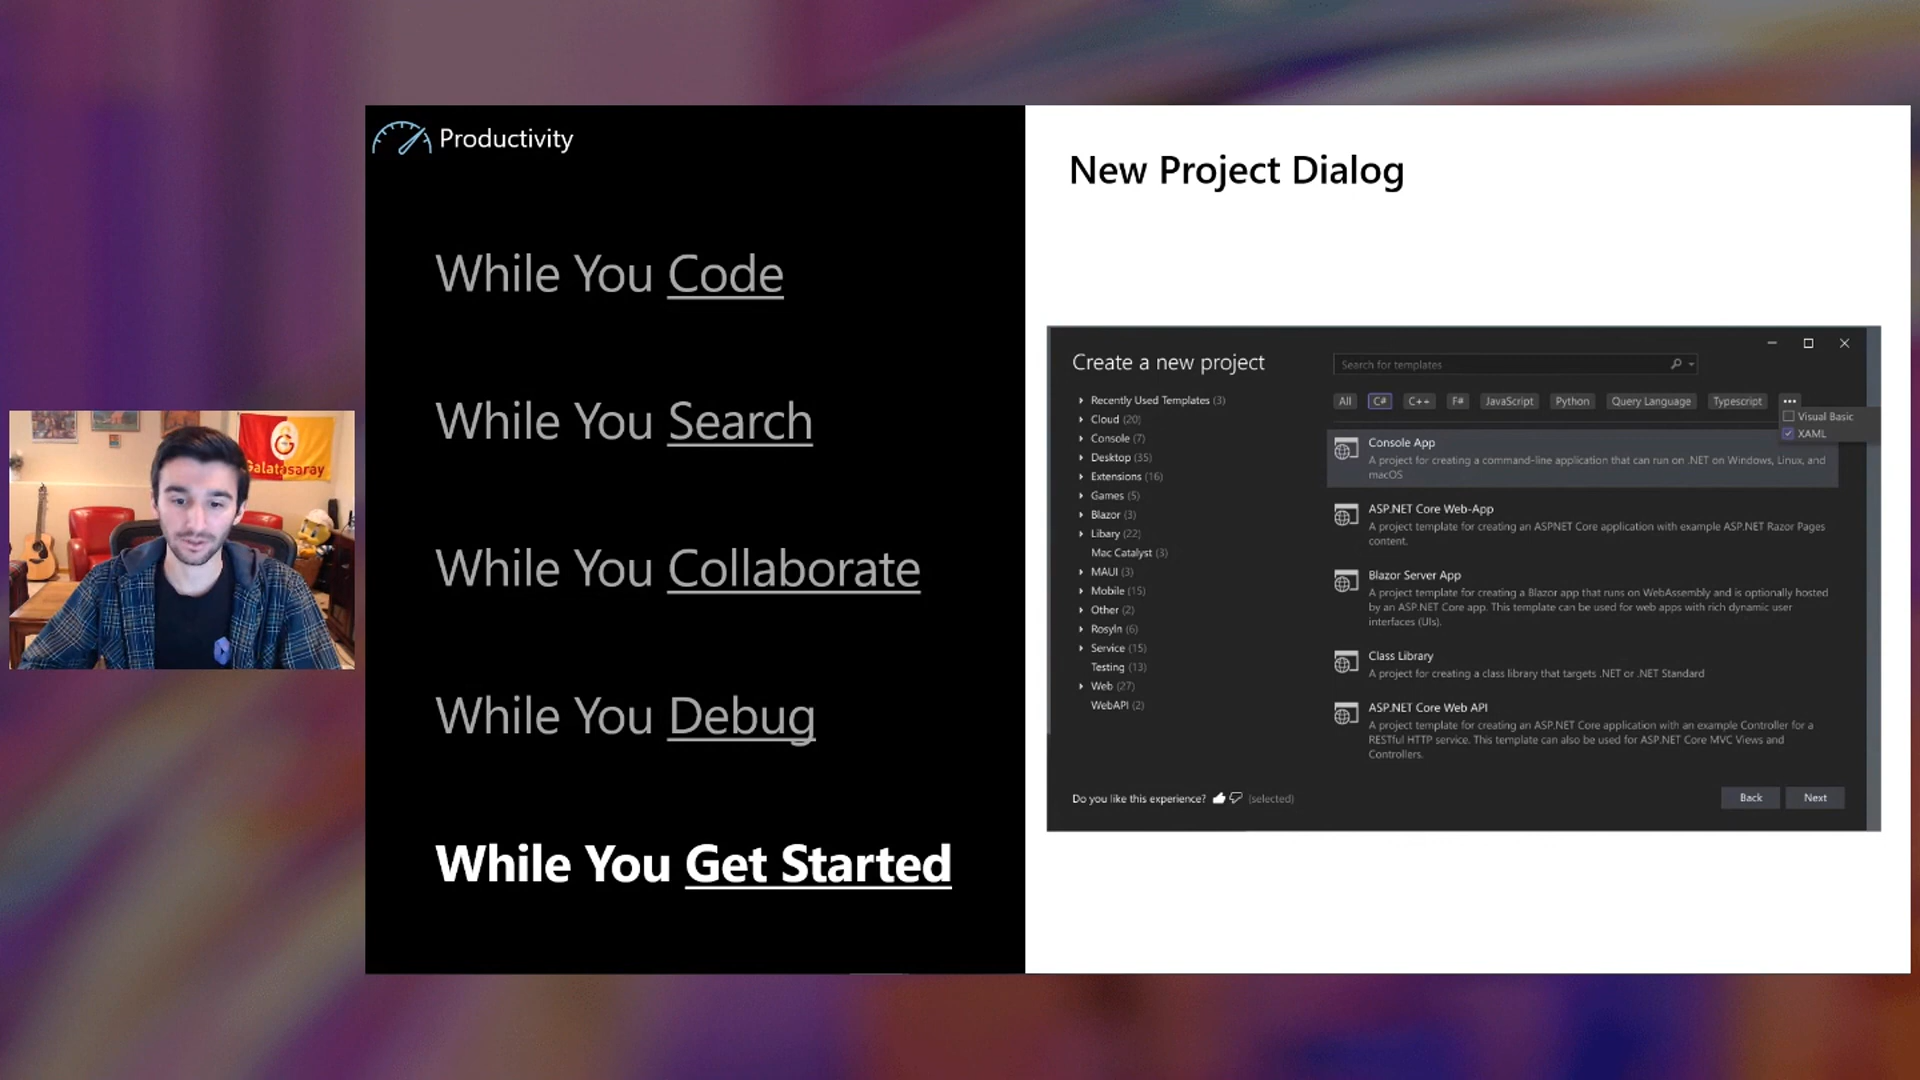 Productivity
While You Code
While You Search
While You Collaborate
While You Debug
While You Get Started
Galatasaray
New Project Dialog
Create a new project
Search for templates
Recently Used Templates (3)
Cloud (20)
Console (7)
Desktop (35)
Extensions (16)
Games (5)
Blazor (3)
Libary (22)
Mac Catalyst (3)
MAUI (3)
Mobile (15)
Other (2)
Rosyln (6)
Service (15)
Testing (13)
Web (27)
WebAPI (2)
All C# C++ F# JavaScript Python Query Language Typescript
Visual Basic
XAML
Console App
A project for creating a command-line application that can run on .NET on Windows, Linux, and
macOS
ASP.NET Core Web-App
A project template for creating an ASPNET Core application with example ASP.NET Razor Pages
content.
Blazor Server App
A project template for creating a Blazor app that runs on WebAssembly and is optionally hosted
by an ASP.NET Core app. This template can be used for web apps with rich dynamic user
interfaces (UIs).
Class Library
A project for creating a class library that targets .NET or .NET Standard
ASP.NET Core Web API
A project template for creating an ASP.NET Core application with an example Controller for a
RESTful HTTP service. This template can also be used for ASP.NET Core MVC Views and
Controllers.
Do you like this experience? (selected)
Back
Next